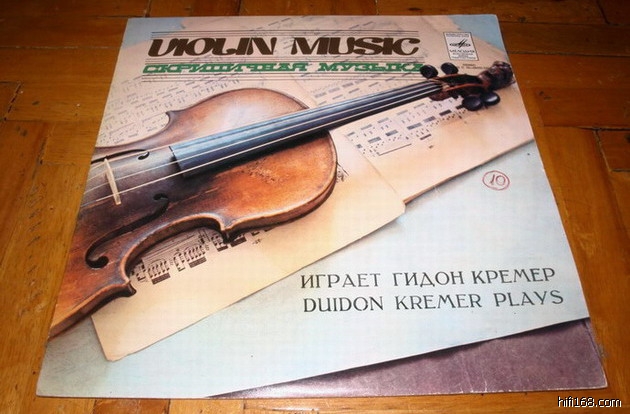 VIOLIN MUSIC
СКРИПИЧНАЯ МУЗЫКА
10
ИГРАЕТ ГИДОН КРЕМЕР
DUIDON KREMER PLAYS
hifi168.com